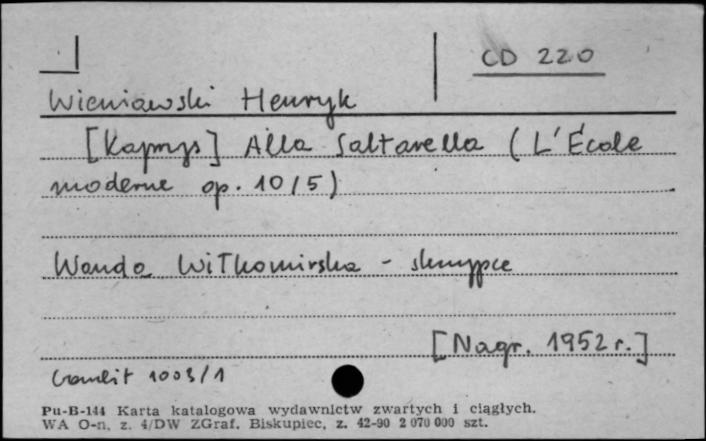 CD 220
Wieniawski Henryk
[Kaprys] Alla Saltarella (L'École
moderne op. 10/5)
Wanda Wiłkomirska - skrzypce
[Nagr. 1952 r.]
1003/1
Pu-B-144 Karta katalogowa wydawnictw zwartych i ciągłych.
WA O-n, z. 4/DW ZGraf. Biskupiec, z. 42-90 2 070 000 szt.